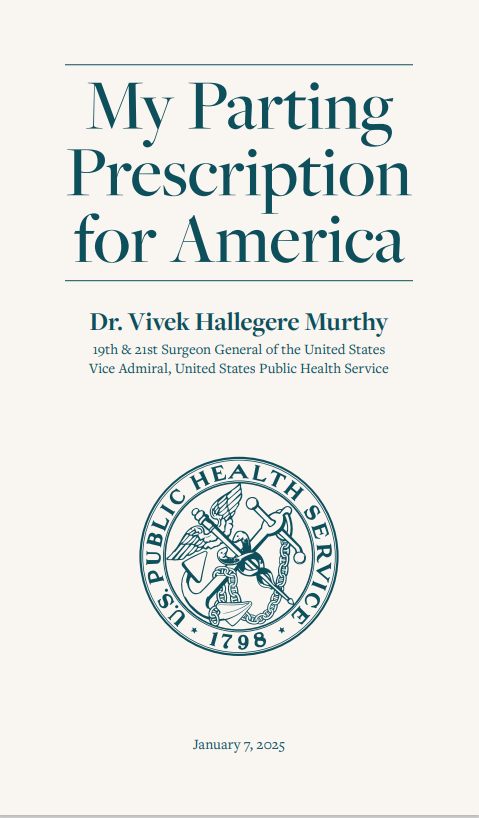 My Parting
Prescription
for America
Dr. Vivek Hallegere Murthy
19th & 21st Surgeon General of the United States
Vice Admiral, United States Public Health Service
U.S. PUBLIC HEALTH SERVICE
1798
January 7, 2025